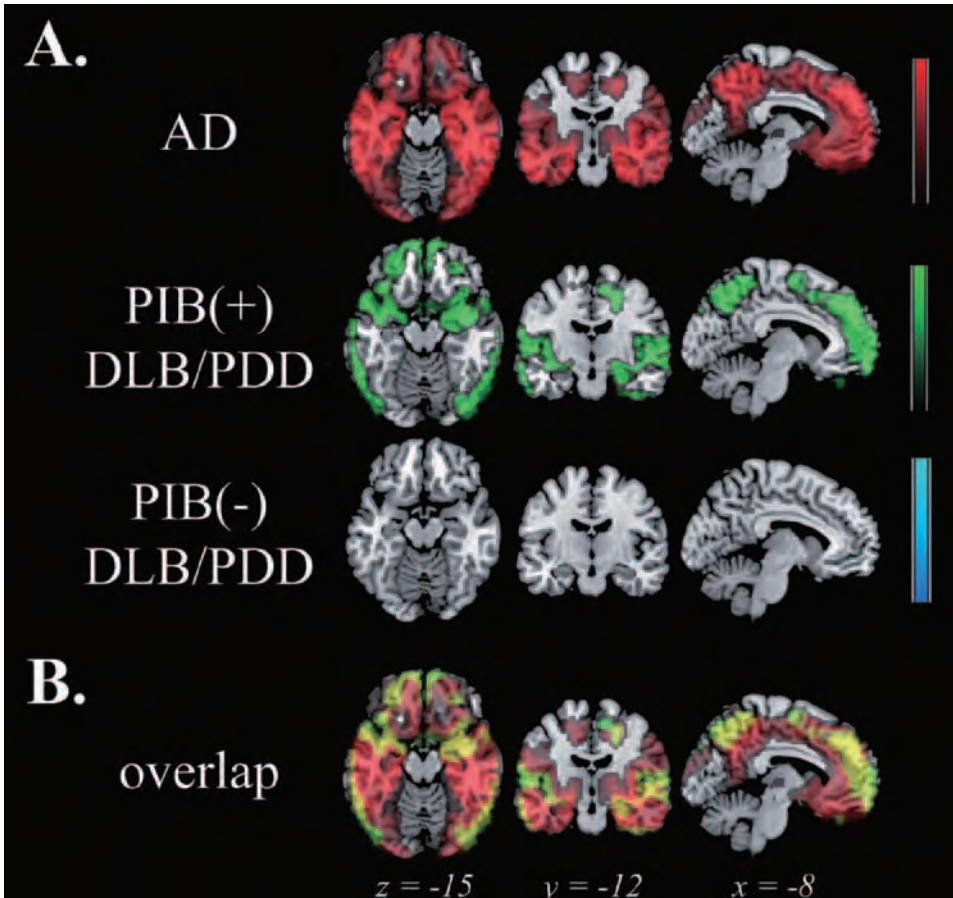 A.
AD
PIB(+)
DLB/PDD
PIB(-)
DLB/PDD
B.
overlap
z = -15 y = -12 x = -8